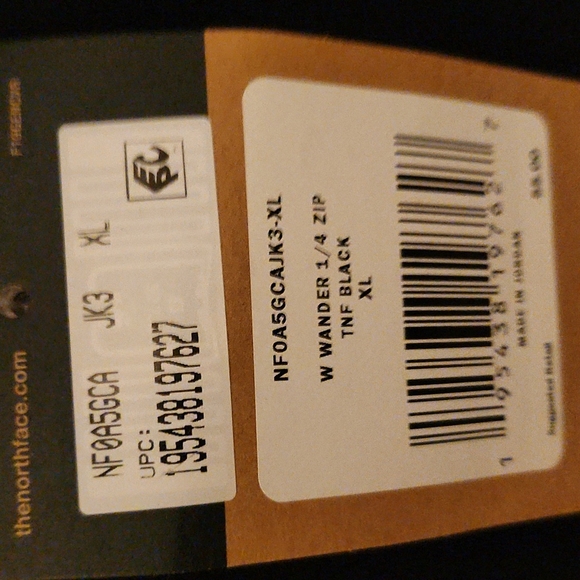 F19GENCOR
thenorthface.com
NF0A5GCA JK3 XL
UPC:
195438197627
NF0A5GCAJK3-XL
W WANDER 1/4 ZIP
TNF BLACK
XL
1 95438 19762 7
MADE IN JORDAN
Suggested Retail